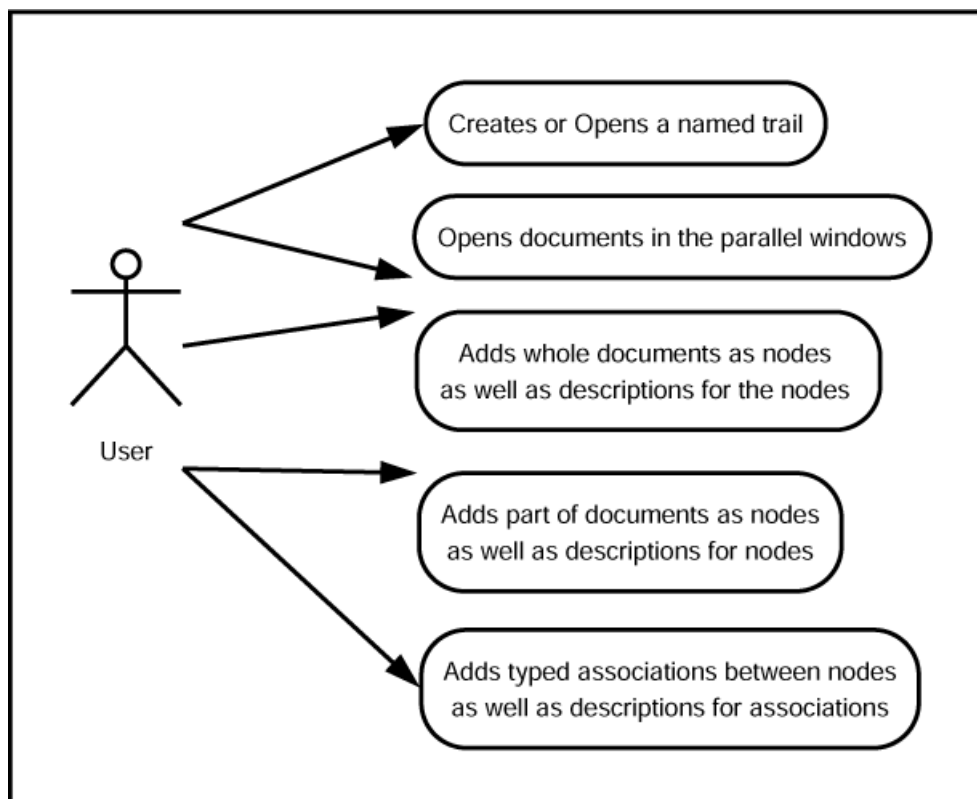 Creates or Opens a named trail
Opens documents in the parallel windows
Adds whole documents as nodes
as well as descriptions for the nodes
User
Adds part of documents as nodes
as well as descriptions for nodes
Adds typed associations between nodes
as well as descriptions for associations